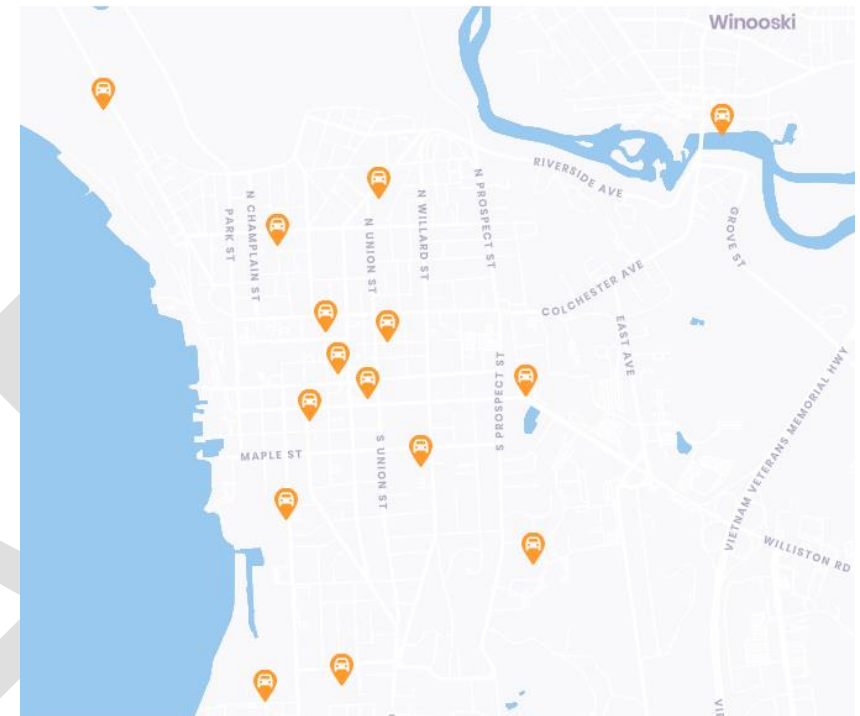 Winooski
RIVERSIDE AVE
N PROSPECT ST
N WILLARD ST
N UNION ST
N CHAMPLAIN ST
PARK ST
GROVE ST
COLCHESTER AVE
EAST AVE
S PROSPECT ST
VIETNAM VETERANS MEMORIAL HWY
S UNION ST
MAPLE ST
WILLISTON RD